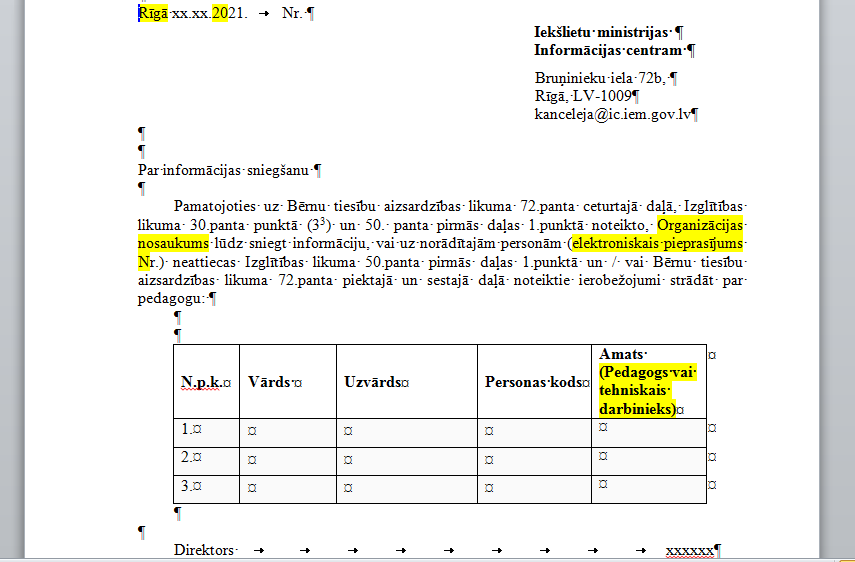 Rīgā xx.xx.2021. → Nr. ¶
Iekšlietu ministrijas ¶
Informācijas centram ¶
Bruņinieku iela 72b, ¶
Rīgā, LV-1009¶
kanceleja@ic.iem.gov.lv¶
¶
¶
Par informācijas sniegšanu ¶
¶
Pamatojoties uz Bērnu tiesību aizsardzības likuma 72.panta ceturtajā daļā, Izglītības
likuma 30.panta punktā (3³) un 50. panta pirmās daļas 1.punktā noteikto, Organizācijas
nosaukums lūdz sniegt informāciju, vai uz norādītajām personām (elektroniskais pieprasījums
Nr.) neattiecas Izglītības likuma 50.panta pirmās daļas 1.punktā un / vai Bērnu tiesību
aizsardzības likuma 72.panta piektajā un sestajā daļā noteiktie ierobežojumi strādāt par
pedagogu: ¶
¶
¶
N.p.k.¤ Vārds ¤ Uzvārds¤ Personas kods¤ Amats (Pedagogs vai tehniskais darbinieks)¤ ¤
1.¤ ¤ ¤ ¤ ¤ ¤
2.¤ ¤ ¤ ¤ ¤ ¤
3.¤ ¤ ¤ ¤ ¤ ¤
¶
¶
Direktors → → → → → → → → → xxxxxx¶